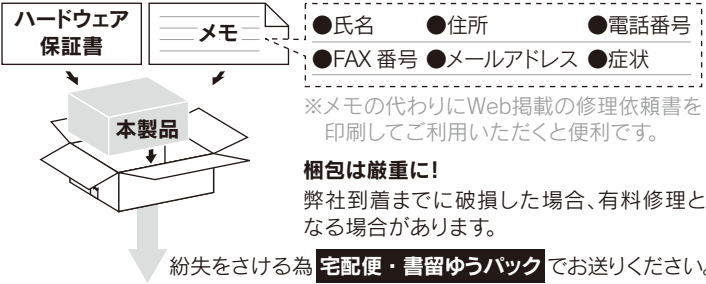 ハードウェア
保証書
メモ
●氏名 ●住所 ●電話番号
●FAX 番号 ●メールアドレス ●症状
※メモの代わりにWeb掲載の修理依頼書を
印刷してご利用いただくと便利です。
本製品
梱包は厳重に!
弊社到着までに破損した場合、有料修理と
なる場合があります。
紛失をさける為 宅配便・書留ゆうパック でお送りください。